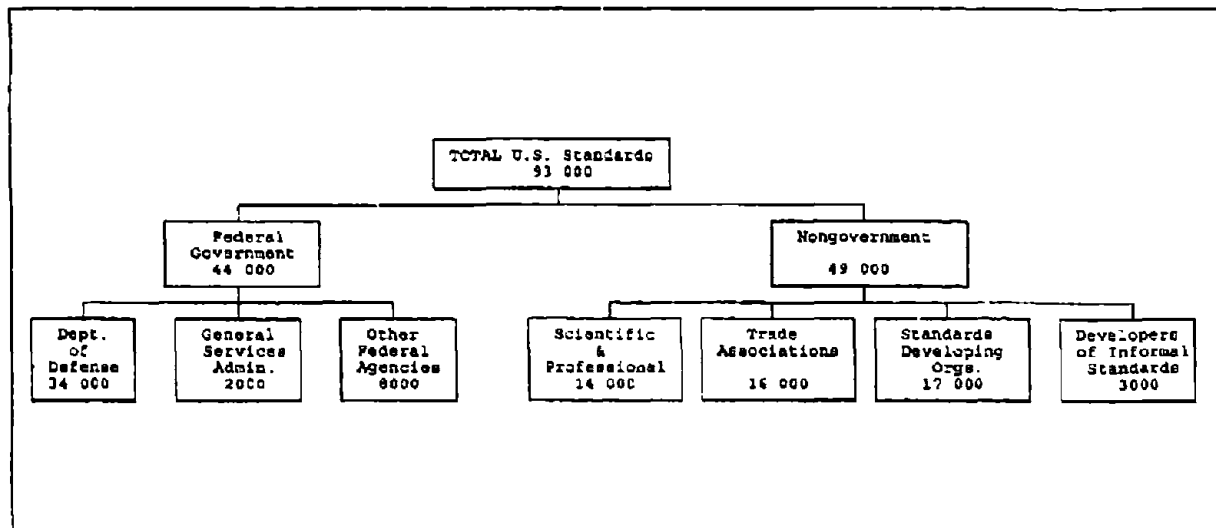 TOTAL U.S. Standards
93 000
Federal
Government
44 000
Nongovernment
49 000
Dept.
of
Defense
34 000
General
Services
Admin.
2000
Other
Federal
Agencies
8000
Scientific
&
Professional
14 000
Trade
Associations
16 000
Standards
Developing
Orgs.
17 000
Developers
of Informal
Standards
3000